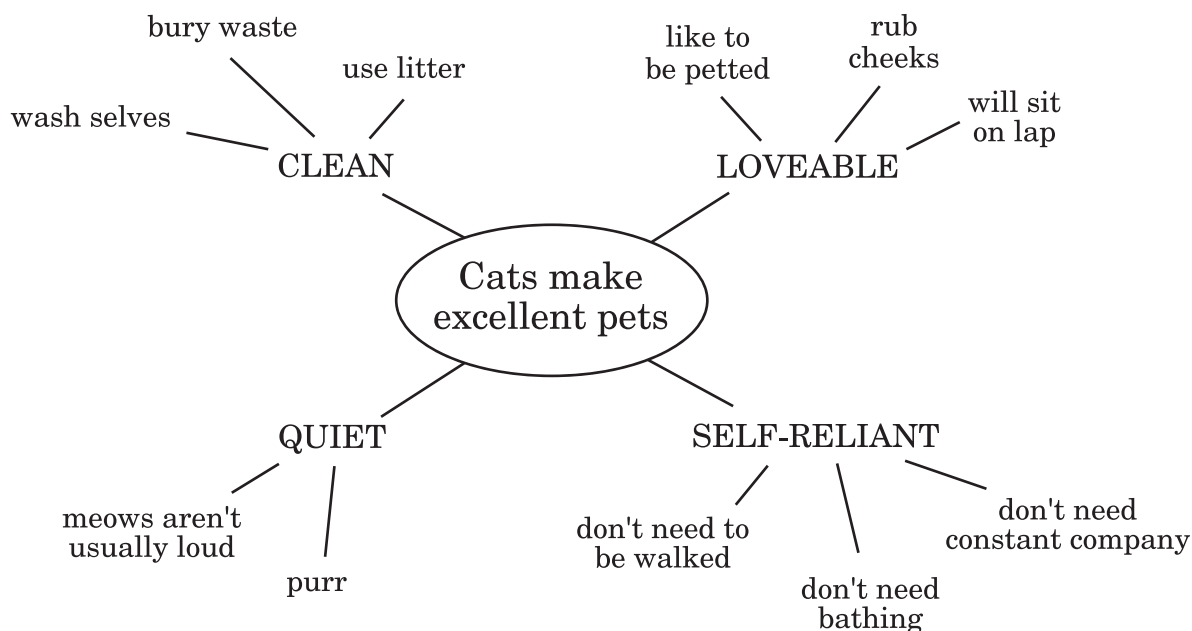 bury waste
use litter
wash selves
CLEAN
like to
be petted
rub
cheeks
will sit
on lap
LOVEABLE
Cats make
excellent pets
QUIET
meows aren't
usually loud
purr
SELF-RELIANT
don't need to
be walked
don't need
bathing
don't need
constant company